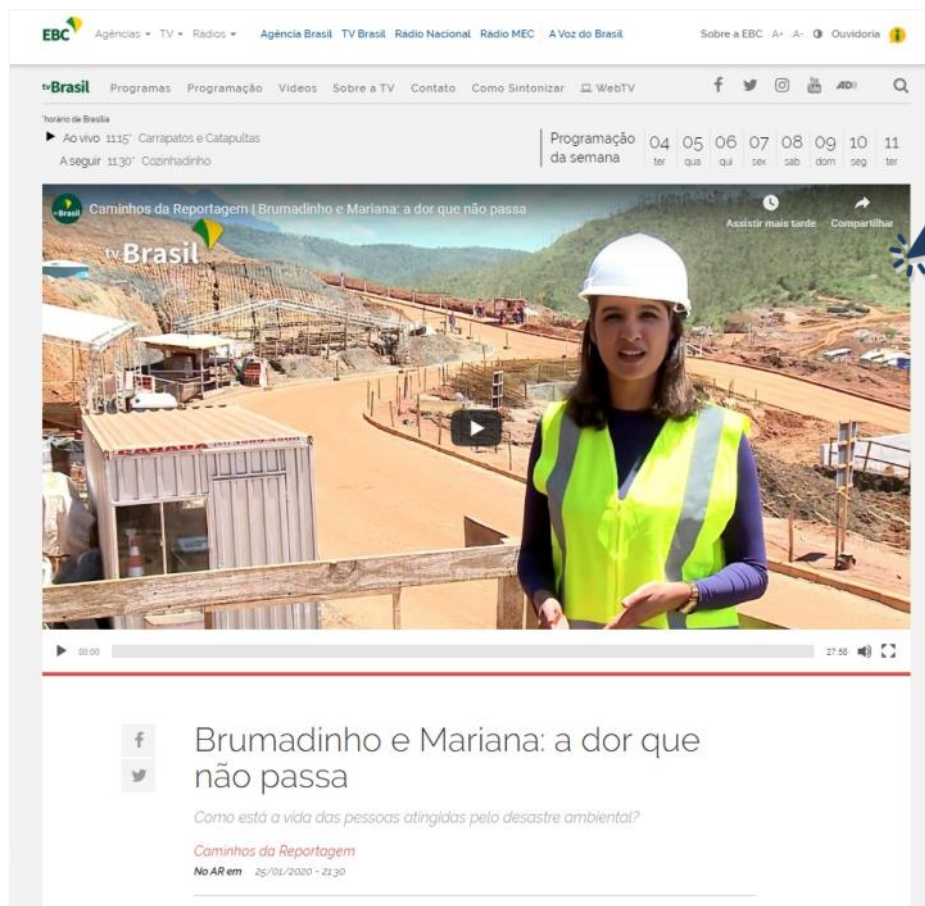 EBC Agências TV Rádios Agência Brasil TV Brasil Rádio Nacional Rádio MEC A Voz do Brasil Sobre a EBC A+ A- Ouvidoria i
tvBrasil Programas Programação Vídeos Sobre a TV Contato Como Sintonizar WebTV
*horário de Brasília
Ao vivo 11:15* Carrapatos e Catapultas
A seguir 11:30* Cozinhadinho
Programação da semana
04 05 06 07 08 09 10 11
ter qua qui sex sab dom seg ter
Caminhos da Reportagem | Brumadinho e Mariana: a dor que não passa
Assistir mais tarde Compartilhar
tv Brasil
00:00 27:56
Brumadinho e Mariana: a dor que
não passa
Como está a vida das pessoas atingidas pelo desastre ambiental?
Caminhos da Reportagem
No AR em 25/01/2020 - 21:30